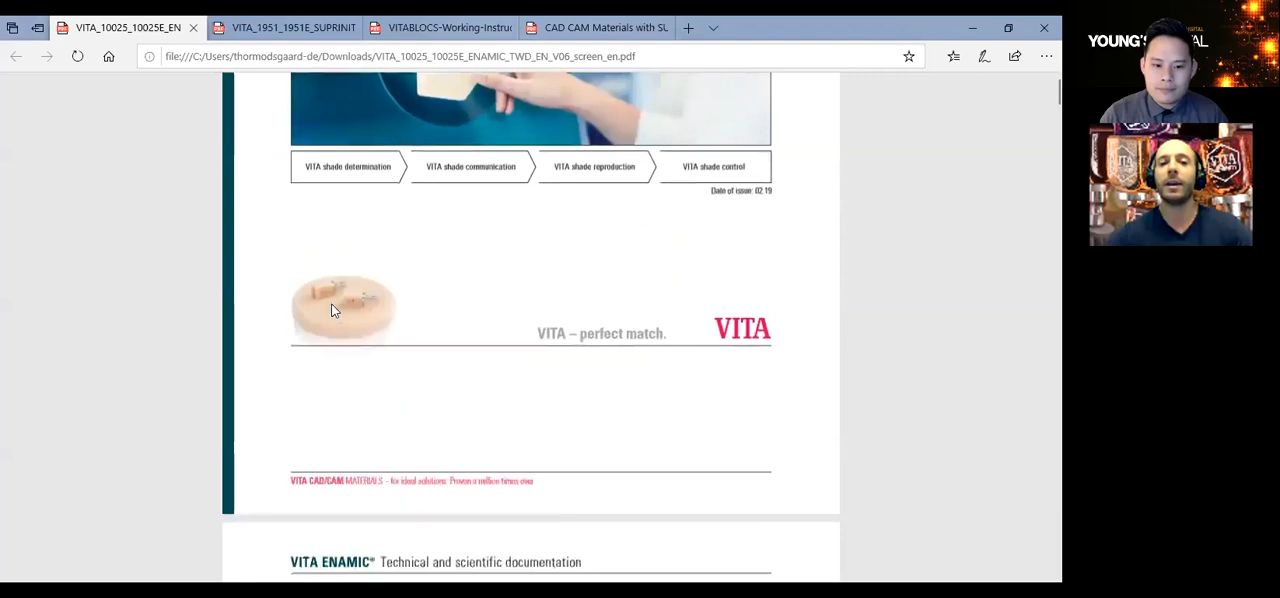 VITA_10025_10025E_EN
VITA_1951_1951E_SUPRINIT
VITABLOCS-Working-Instruc
CAD CAM Materials with SU
file:///C:/Users/thormodsgaard-de/Downloads/VITA_10025_10025E_ENAMIC_TWD_EN_V06_screen_en.pdf
YOUNG'S
DIGITAL
VITA shade determination
VITA shade communication
VITA shade reproduction
VITA shade control
Date of issue: 02.19
VITA – perfect match.
VITA
VITA CAD/CAM MATERIALS – for ideal solutions. Proven a million times over
VITA ENAMIC® Technical and scientific documentation
VITA